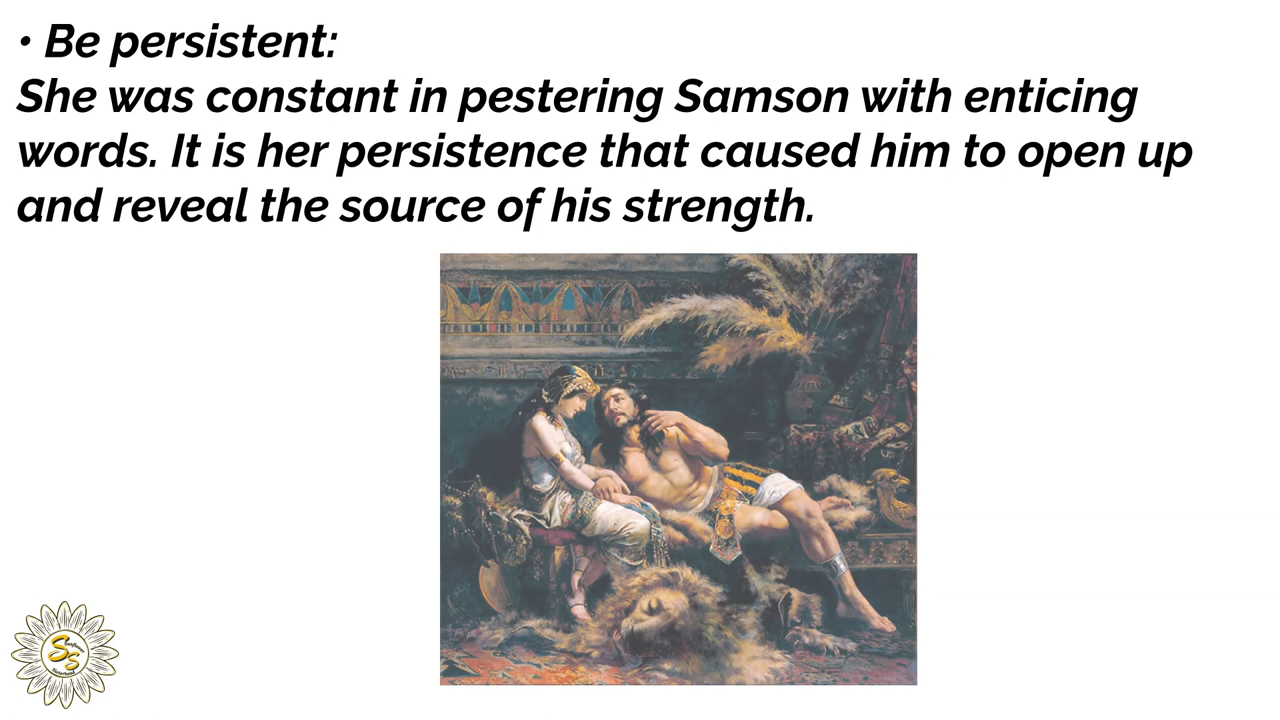 • Be persistent:
She was constant in pestering Samson with enticing
words. It is her persistence that caused him to open up
and reveal the source of his strength.
SS